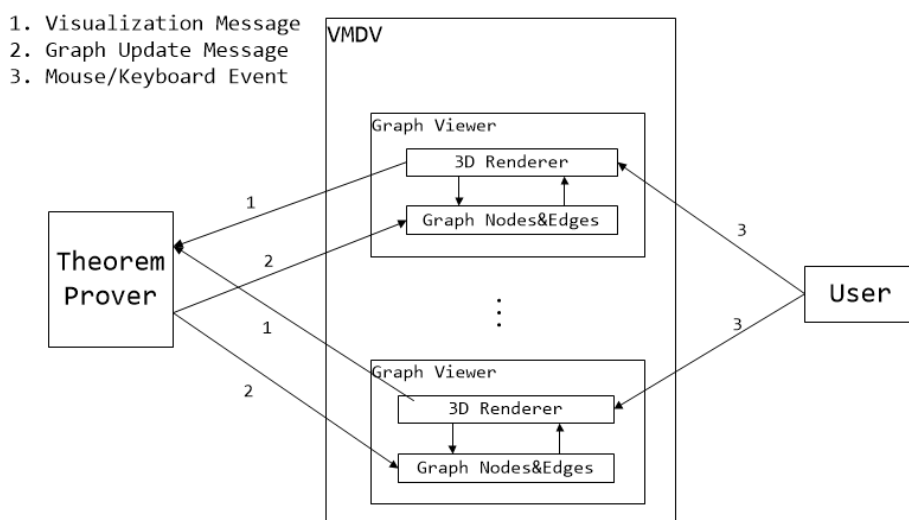 1. Visualization Message
2. Graph Update Message
3. Mouse/Keyboard Event
VMDV
Graph Viewer
3D Renderer
Graph Nodes&Edges
1
2
3
Theorem
Prover
User
⋮
1
3
2
Graph Viewer
3D Renderer
Graph Nodes&Edges